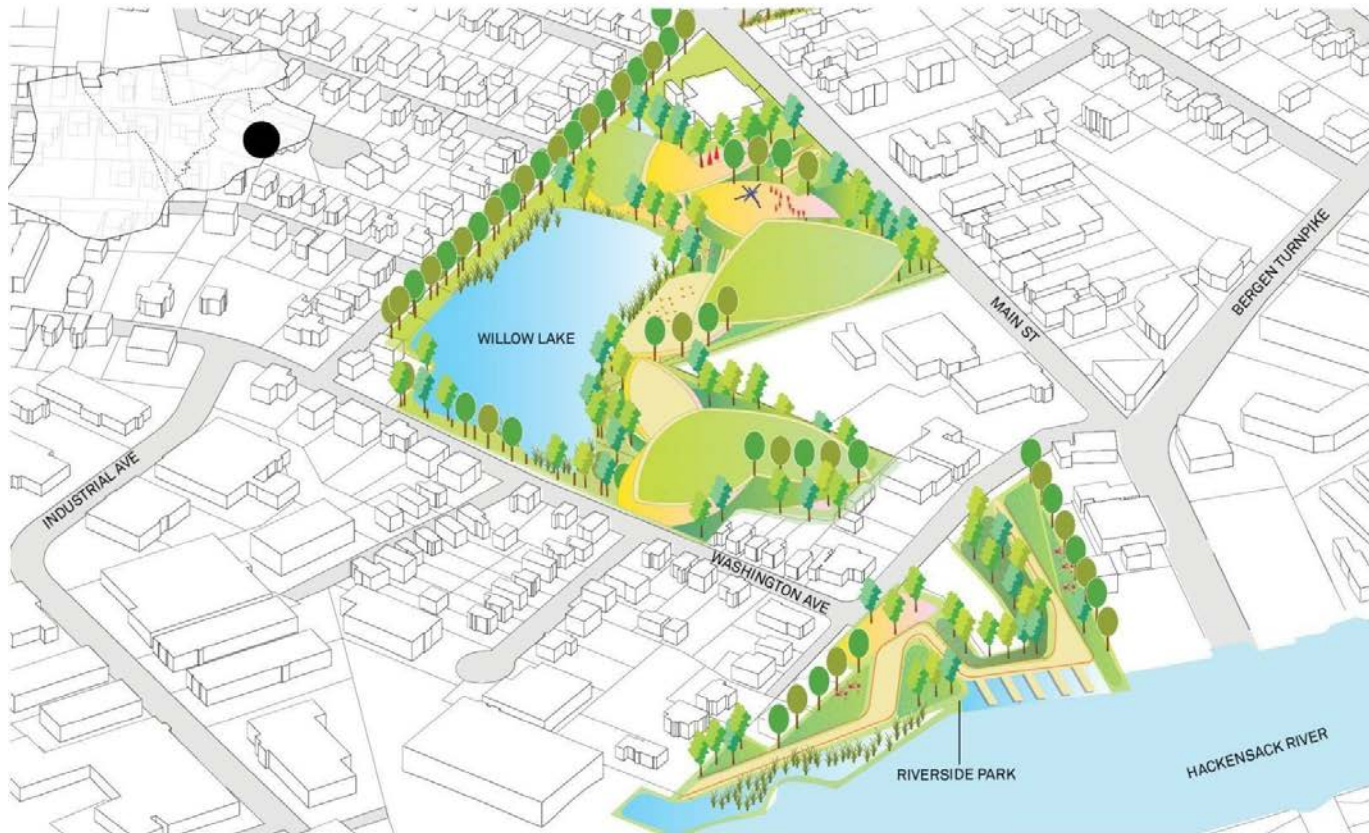 WILLOW LAKE
MAIN ST
BERGEN TURNPIKE
INDUSTRIAL AVE
WASHINGTON AVE
RIVERSIDE PARK
HACKENSACK RIVER